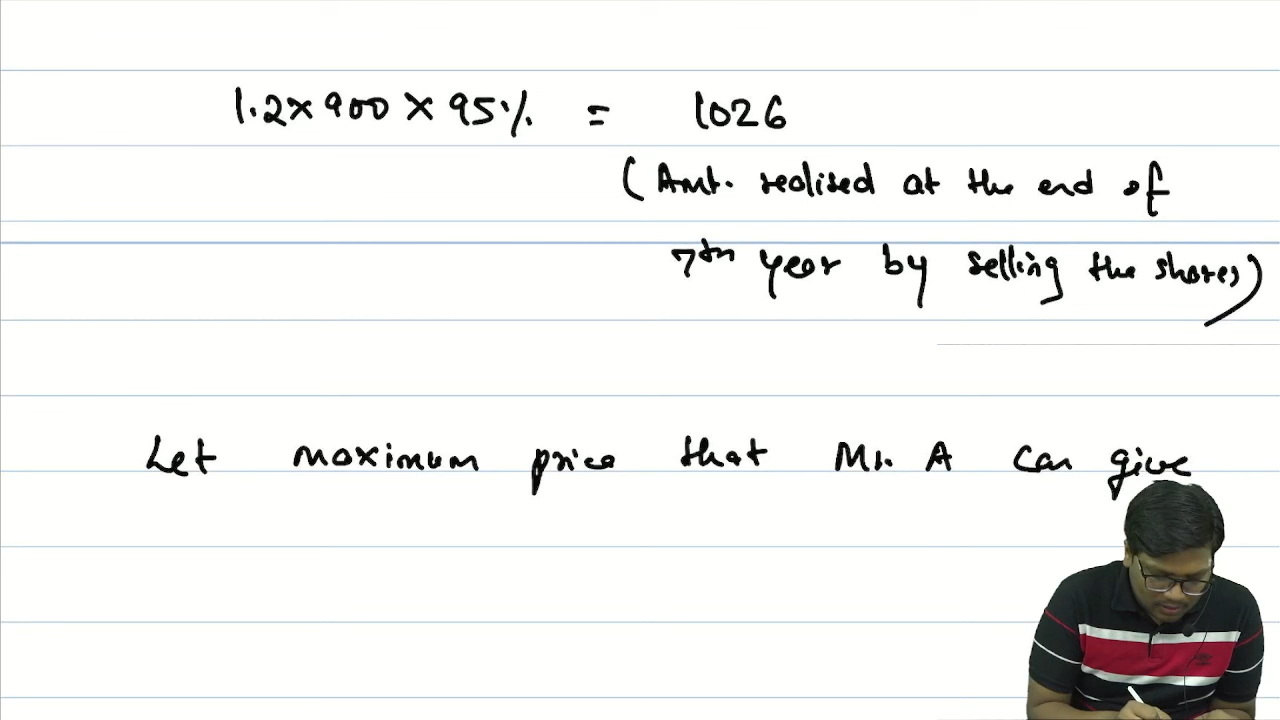 1.2×900 × 95% = 1026
(Amt. realised at the end of
7th year by selling the shares)
Let maximum price that Mr. A can give